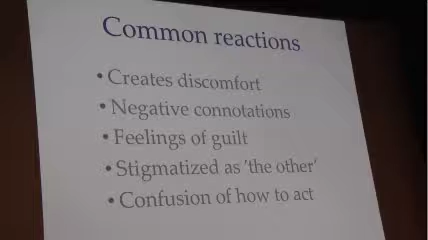 Common reactions
• Creates discomfort
• Negative connotations
• Feelings of guilt
• Stigmatized as 'the other'
• Confusion of how to act